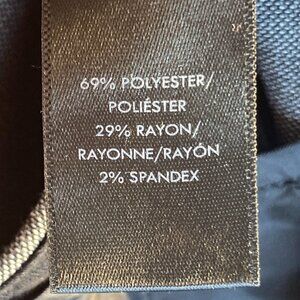 69% POLYESTER/
POLIÉSTER
29% RAYON/
RAYONNE/RAYÓN
2% SPANDEX